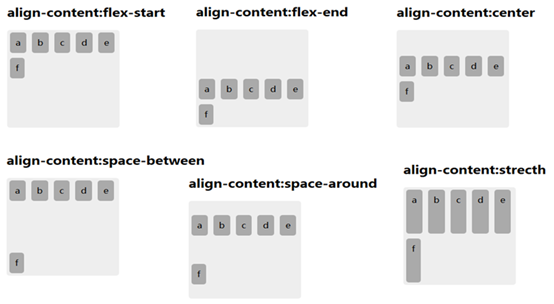 align-content:flex-start
a b c d e
f
align-content:flex-end
a b c d e
f
align-content:center
a b c d e
f
align-content:space-between
a b c d e
f
align-content:space-around
a b c d e
f
align-content:strecth
a b c d e
f